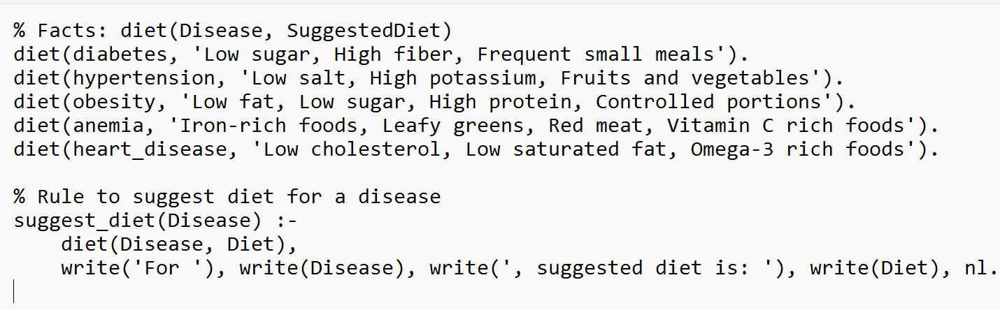 % Facts: diet(Disease, SuggestedDiet)
diet(diabetes, 'Low sugar, High fiber, Frequent small meals').
diet(hypertension, 'Low salt, High potassium, Fruits and vegetables').
diet(obesity, 'Low fat, Low sugar, High protein, Controlled portions').
diet(anemia, 'Iron-rich foods, Leafy greens, Red meat, Vitamin C rich foods').
diet(heart_disease, 'Low cholesterol, Low saturated fat, Omega-3 rich foods').

% Rule to suggest diet for a disease
suggest_diet(Disease) :-
    diet(Disease, Diet),
    write('For '), write(Disease), write(', suggested diet is: '), write(Diet), nl.